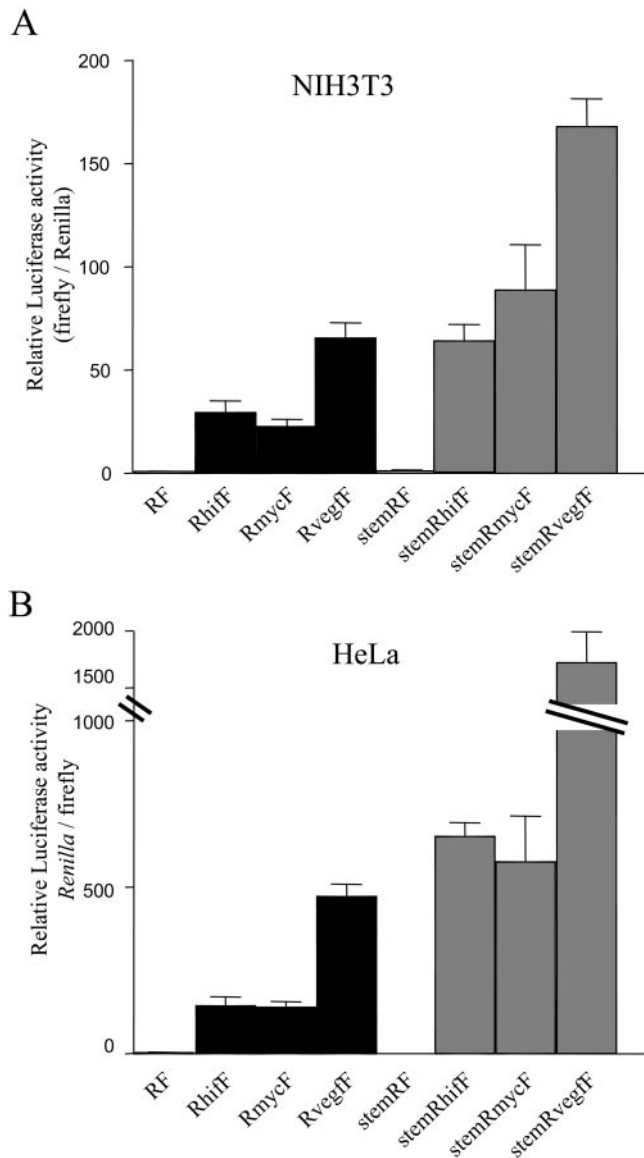 A
NIH3T3
Relative Luciferase activity
(firefly / Renilla)
200
150
100
50
0
RF
RhifF
RmycF
RvegfF
stemRF
stemRhifF
stemRmycF
stemRvegfF
B
HeLa
Relative Luciferase activity
Renilla / firefly
2000
1500
1000
500
0
RF
RhifF
RmycF
RvegfF
stemRF
stemRhifF
stemRmycF
stemRvegfF